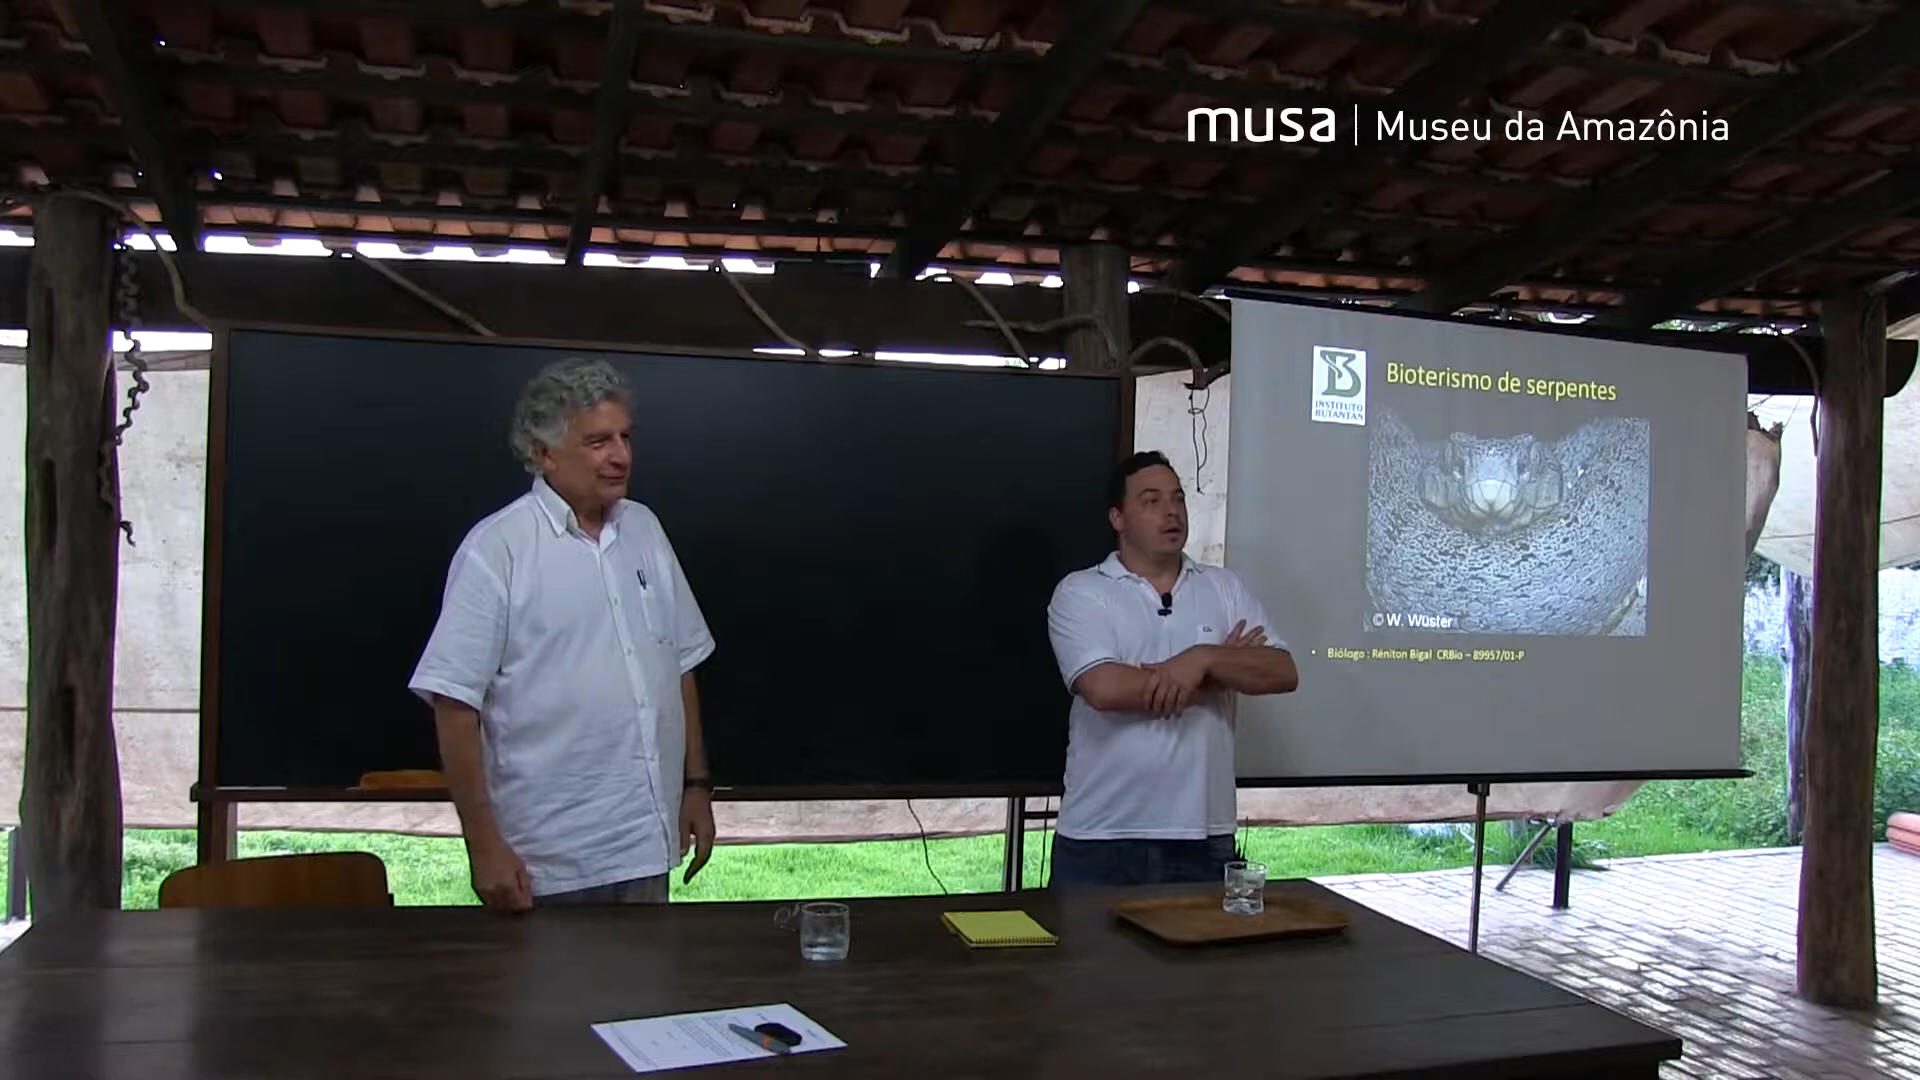 musa | Museu da Amazônia
INSTITUTO
BUTANTAN
Bioterismo de serpentes
© W. Wüster
• Biólogo : Réniton Bigal CRBio – 89957/01-P